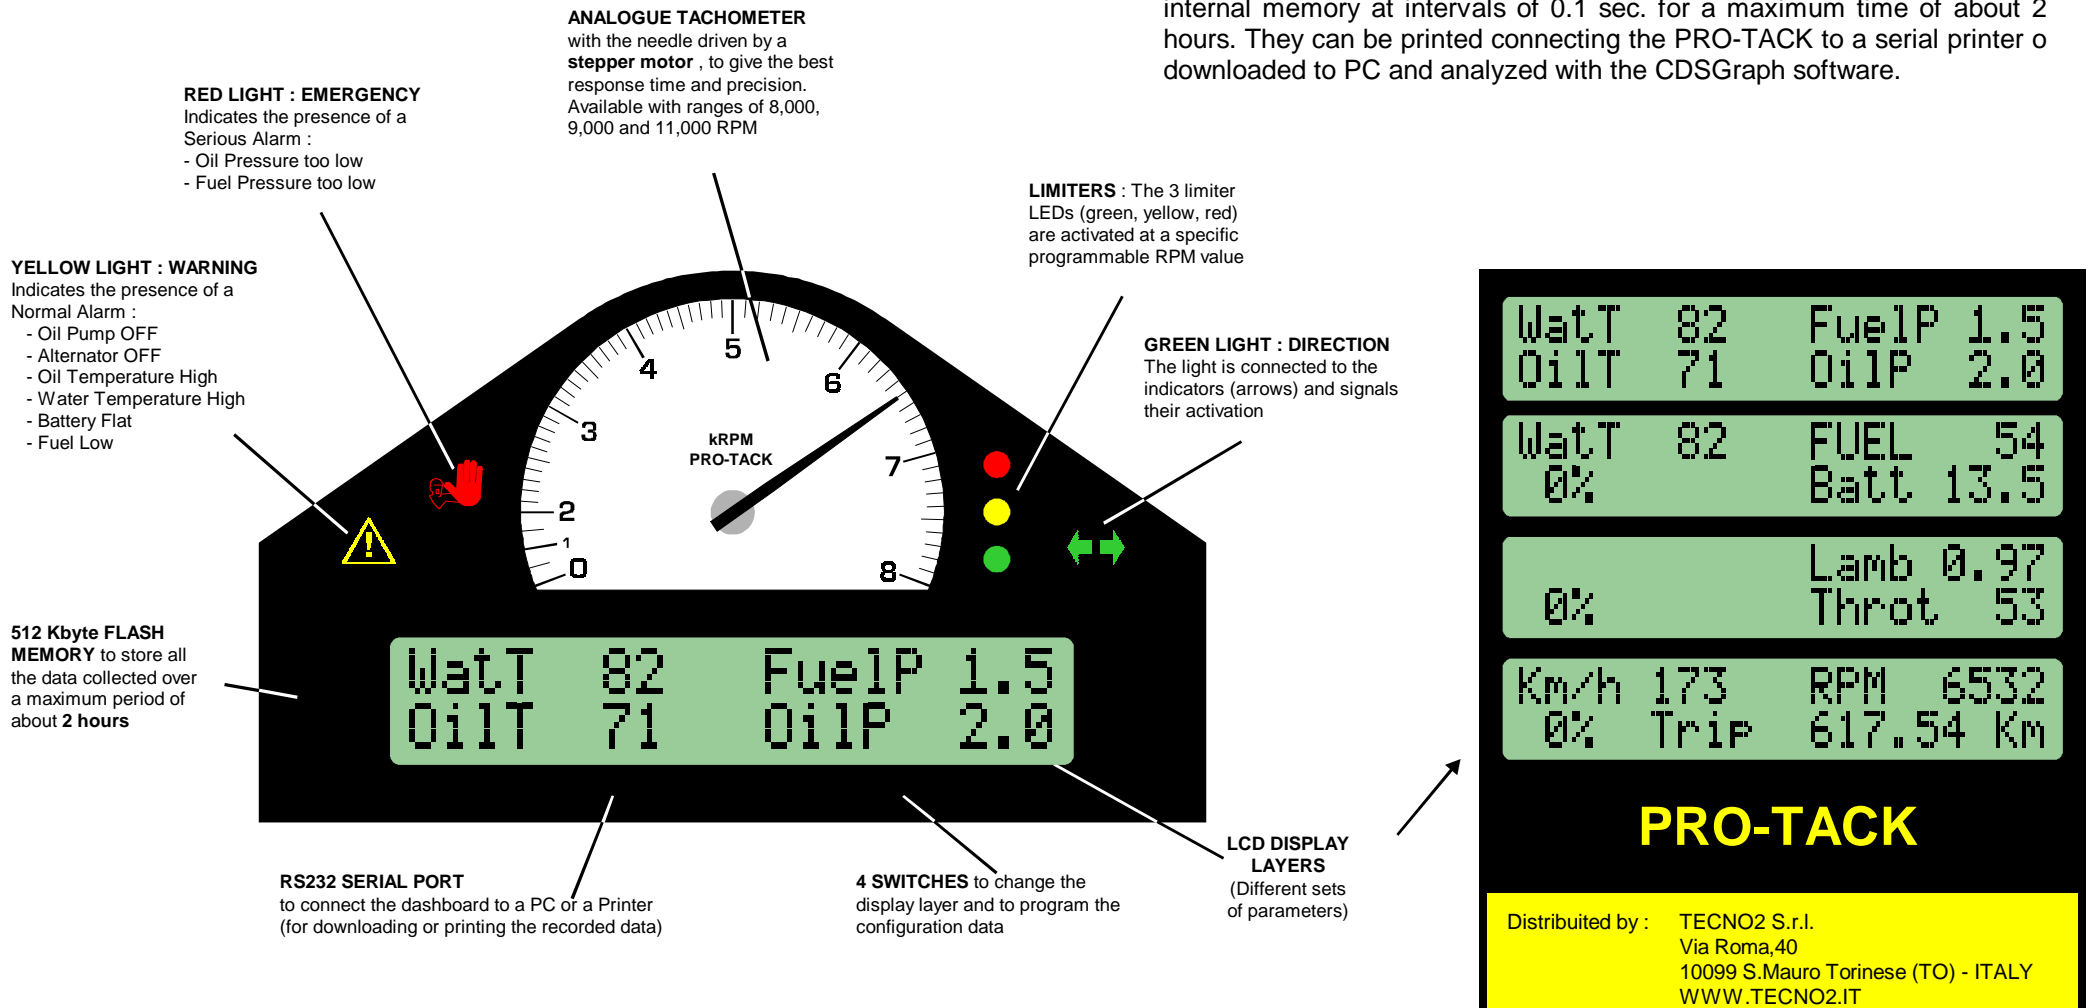 internal memory at intervals of 0.1 sec. for a maximum time of about 2
hours. They can be printed connecting the PRO-TACK to a serial printer o
downloaded to PC and analyzed with the CDSGraph software.
ANALOGUE TACHOMETER
with the needle driven by a
stepper motor , to give the best
response time and precision.
Available with ranges of 8,000,
9,000 and 11,000 RPM
RED LIGHT : EMERGENCY
Indicates the presence of a
Serious Alarm :
- Oil Pressure too low
- Fuel Pressure too low
LIMITERS : The 3 limiter
LEDs (green, yellow, red)
are activated at a specific
programmable RPM value
YELLOW LIGHT : WARNING
Indicates the presence of a
Normal Alarm :
- Oil Pump OFF
- Alternator OFF
- Oil Temperature High
- Water Temperature High
- Battery Flat
- Fuel Low
GREEN LIGHT : DIRECTION
The light is connected to the
indicators (arrows) and signals
their activation
0
1
2
3
4
5
6
7
8
kRPM
PRO-TACK
!
512 Kbyte FLASH
MEMORY to store all
the data collected over
a maximum period of
about 2 hours
WatT 82 FuelP 1.5
OilT 71 OilP 2.0
RS232 SERIAL PORT
to connect the dashboard to a PC or a Printer
(for downloading or printing the recorded data)
4 SWITCHES to change the
display layer and to program the
configuration data
LCD DISPLAY
LAYERS
(Different sets
of parameters)
WatT 82 FuelP 1.5
OilT 71 OilP 2.0
WatT 82 FUEL 54
0% Batt 13.5
Lamb 0.97
0% Throt 53
Km/h 173 RPM 6532
0% Trip 617.54 Km
PRO-TACK
Distribuited by : TECNO2 S.r.l.
Via Roma,40
10099 S.Mauro Torinese (TO) - ITALY
WWW.TECNO2.IT